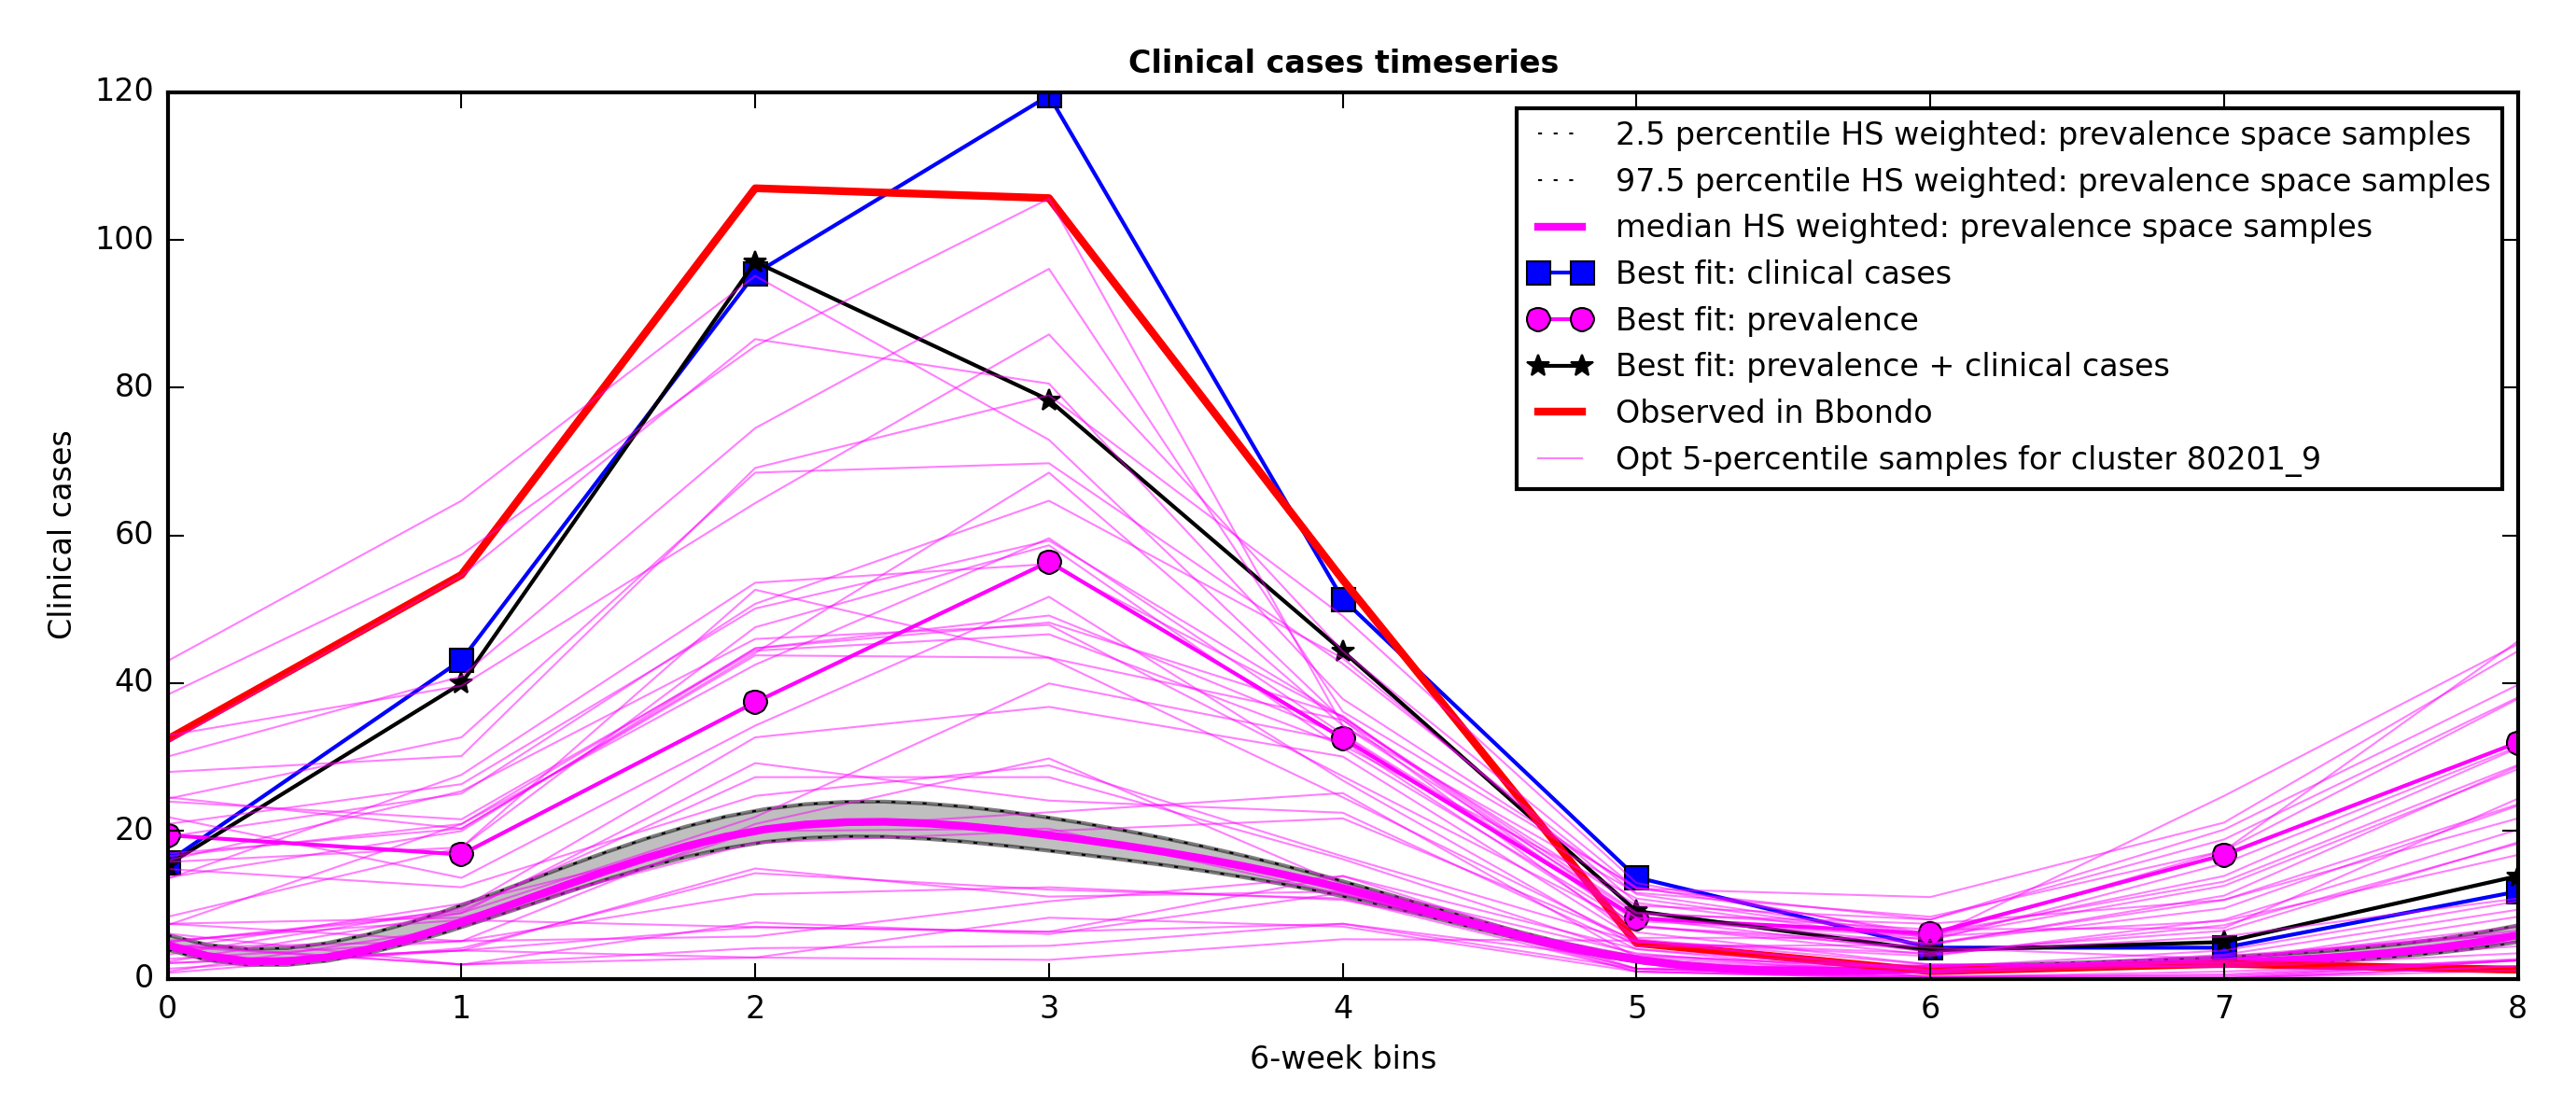 Clinical cases timeseries
120
100
80
60
40
20
0
Clinical cases
2.5 percentile HS weighted: prevalence space samples
97.5 percentile HS weighted: prevalence space samples
median HS weighted: prevalence space samples
Best fit: clinical cases
Best fit: prevalence
Best fit: prevalence + clinical cases
Observed in Bbondo
Opt 5-percentile samples for cluster 80201_9
0 1 2 3 4 5 6 7 8
6-week bins